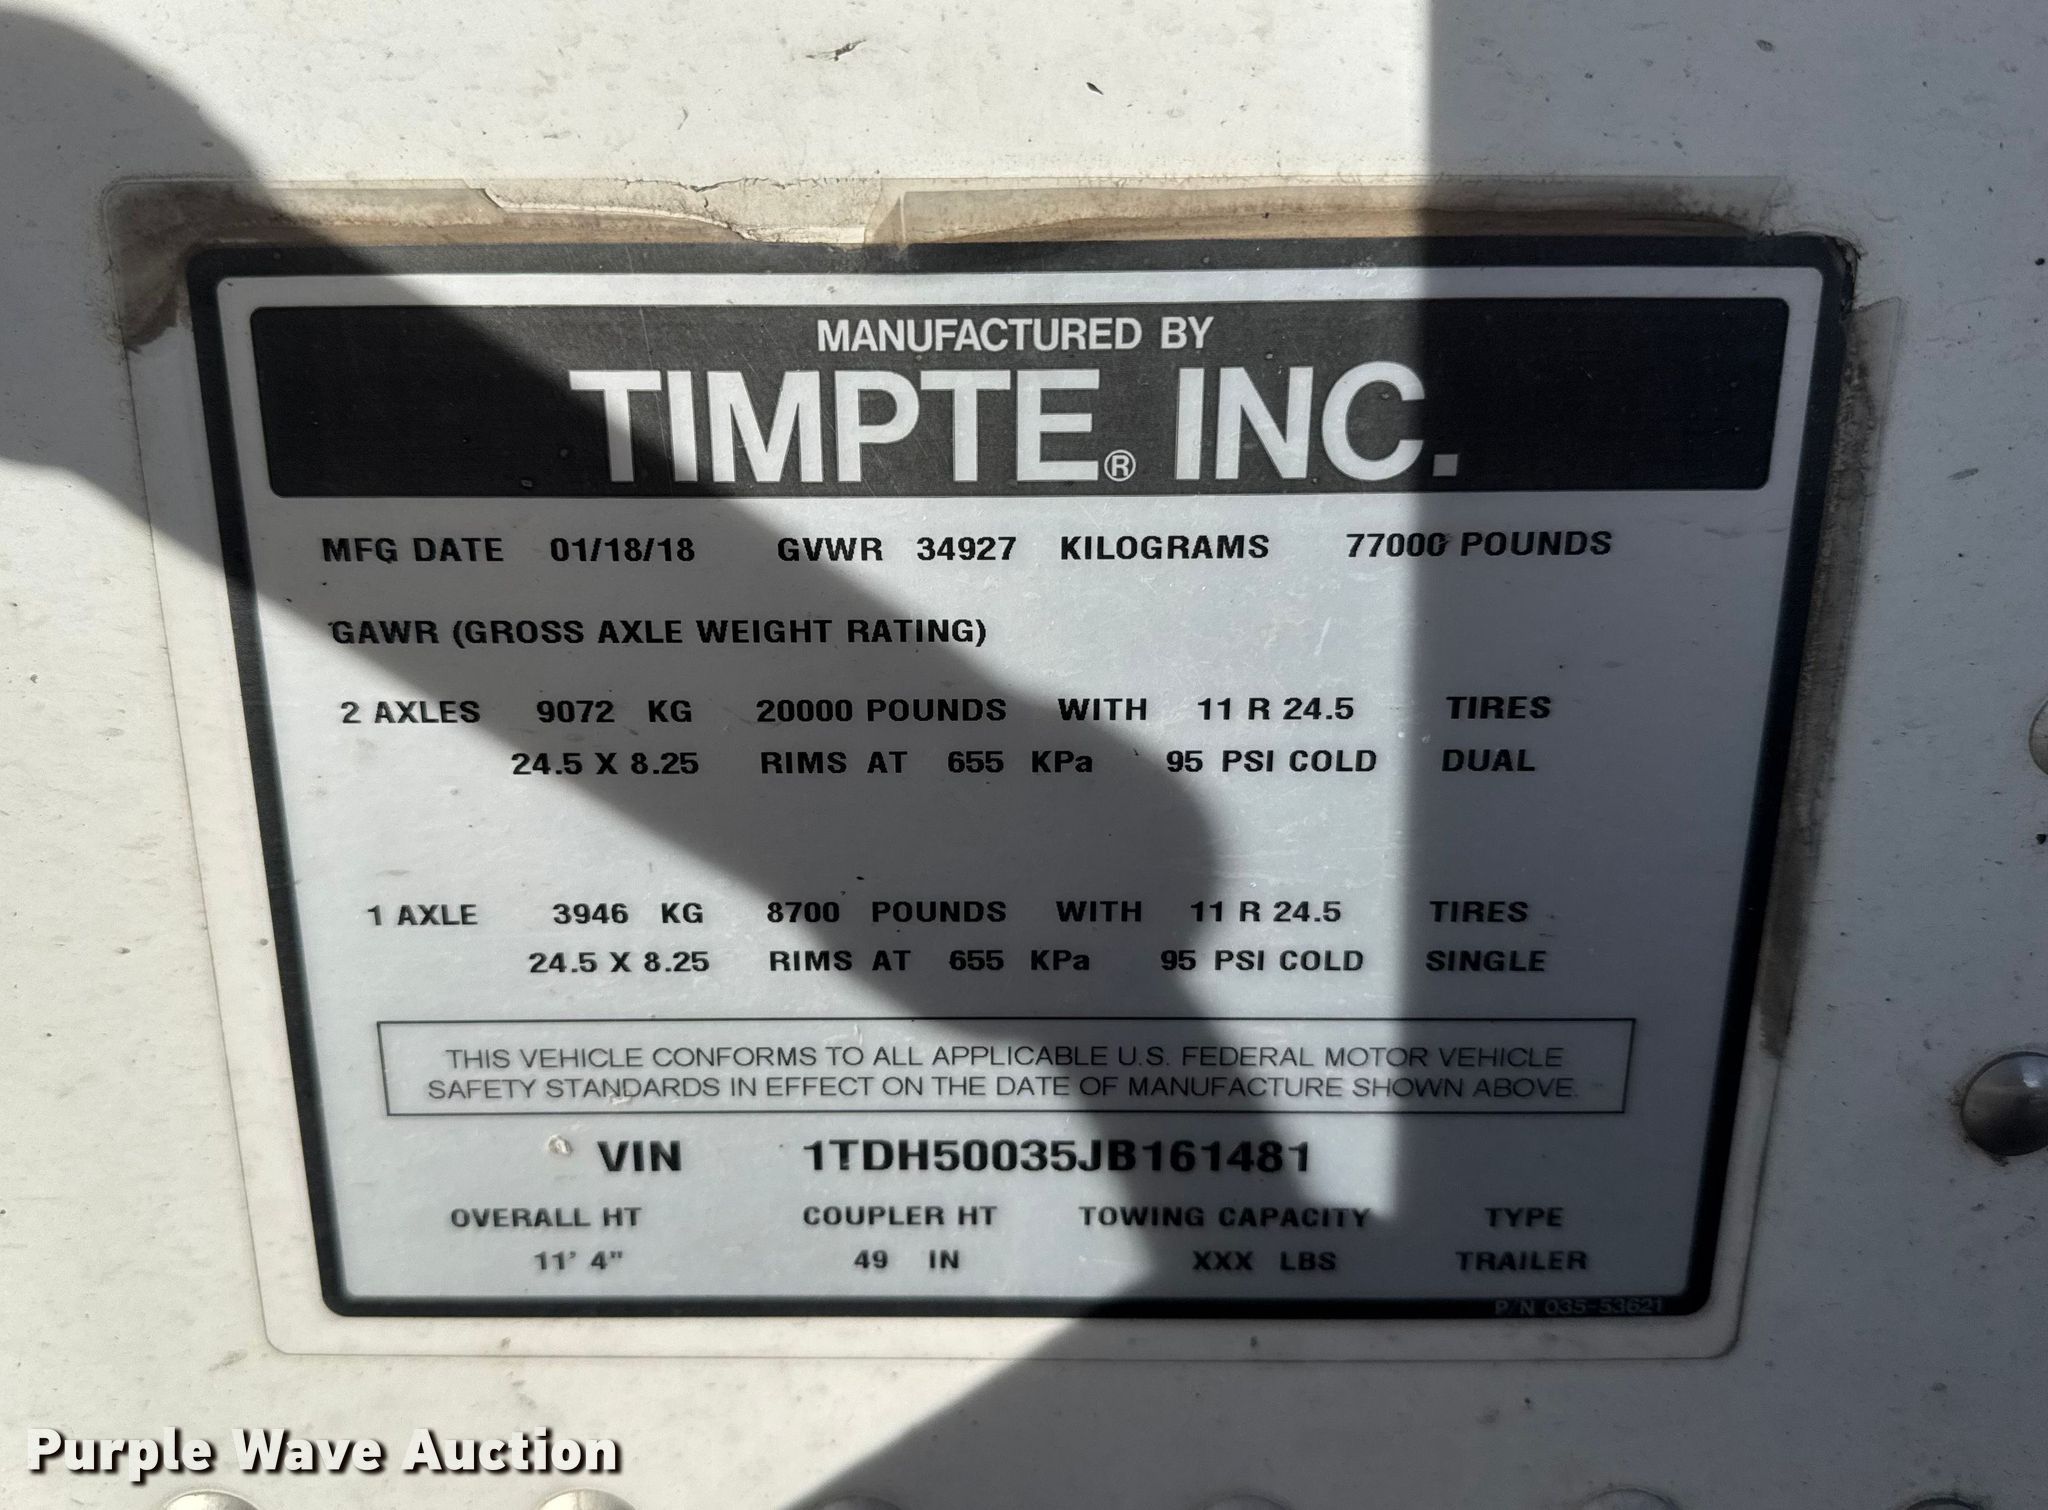 MANUFACTURED BY
TIMPTE® INC.
MFG DATE 01/18/18 GVWR 34927 KILOGRAMS 77000 POUNDS
GAWR (GROSS AXLE WEIGHT RATING)
2 AXLES 9072 KG 20000 POUNDS WITH 11 R 24.5 TIRES
24.5 X 8.25 RIMS AT 655 KPa 95 PSI COLD DUAL
1 AXLE 3946 KG 8700 POUNDS WITH 11 R 24.5 TIRES
24.5 X 8.25 RIMS AT 655 KPa 95 PSI COLD SINGLE
THIS VEHICLE CONFORMS TO ALL APPLICABLE U.S. FEDERAL MOTOR VEHICLE
SAFETY STANDARDS IN EFFECT ON THE DATE OF MANUFACTURE SHOWN ABOVE.
VIN 1TDH50035JB161481
OVERALL HT COUPLER HT TOWING CAPACITY TYPE
11' 4" 49 IN XXX LBS TRAILER
P/N 035-53621
Purple Wave Auction